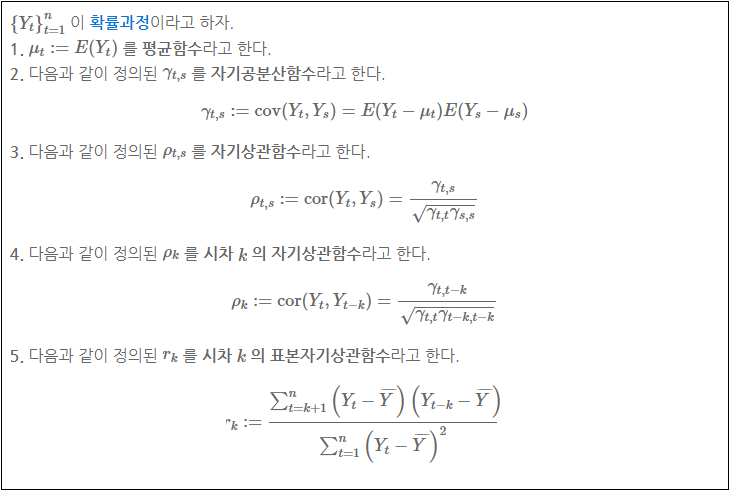 $\{Y_t\}_{t=1}^{n}$ 이 확률과정이라고 하자.
1. $\mu_t := E(Y_t)$ 를 평균함수라고 한다.
2. 다음과 같이 정의된 $\gamma_{t,s}$ 를 자기공분산함수라고 한다.
$\gamma_{t,s} := \text{cov}(Y_t, Y_s) = E(Y_t - \mu_t)E(Y_s - \mu_s)$
3. 다음과 같이 정의된 $\rho_{t,s}$ 를 자기상관함수라고 한다.
$\rho_{t,s} := \text{cor}(Y_t, Y_s) = \frac{\gamma_{t,s}}{\sqrt{\gamma_{t,t}\gamma_{s,s}}}$
4. 다음과 같이 정의된 $\rho_k$ 를 시차 $k$ 의 자기상관함수라고 한다.
$\rho_k := \text{cor}(Y_t, Y_{t-k}) = \frac{\gamma_{t,t-k}}{\sqrt{\gamma_{t,t}\gamma_{t-k,t-k}}}$
5. 다음과 같이 정의된 $r_k$ 를 시차 $k$ 의 표본자기상관함수라고 한다.
$r_k := \frac{\sum_{t=k+1}^{n} \left(Y_t - \overline{Y}\right)\left(Y_{t-k} - \overline{Y}\right)}{\sum_{t=1}^{n} \left(Y_t - \overline{Y}\right)^2}$